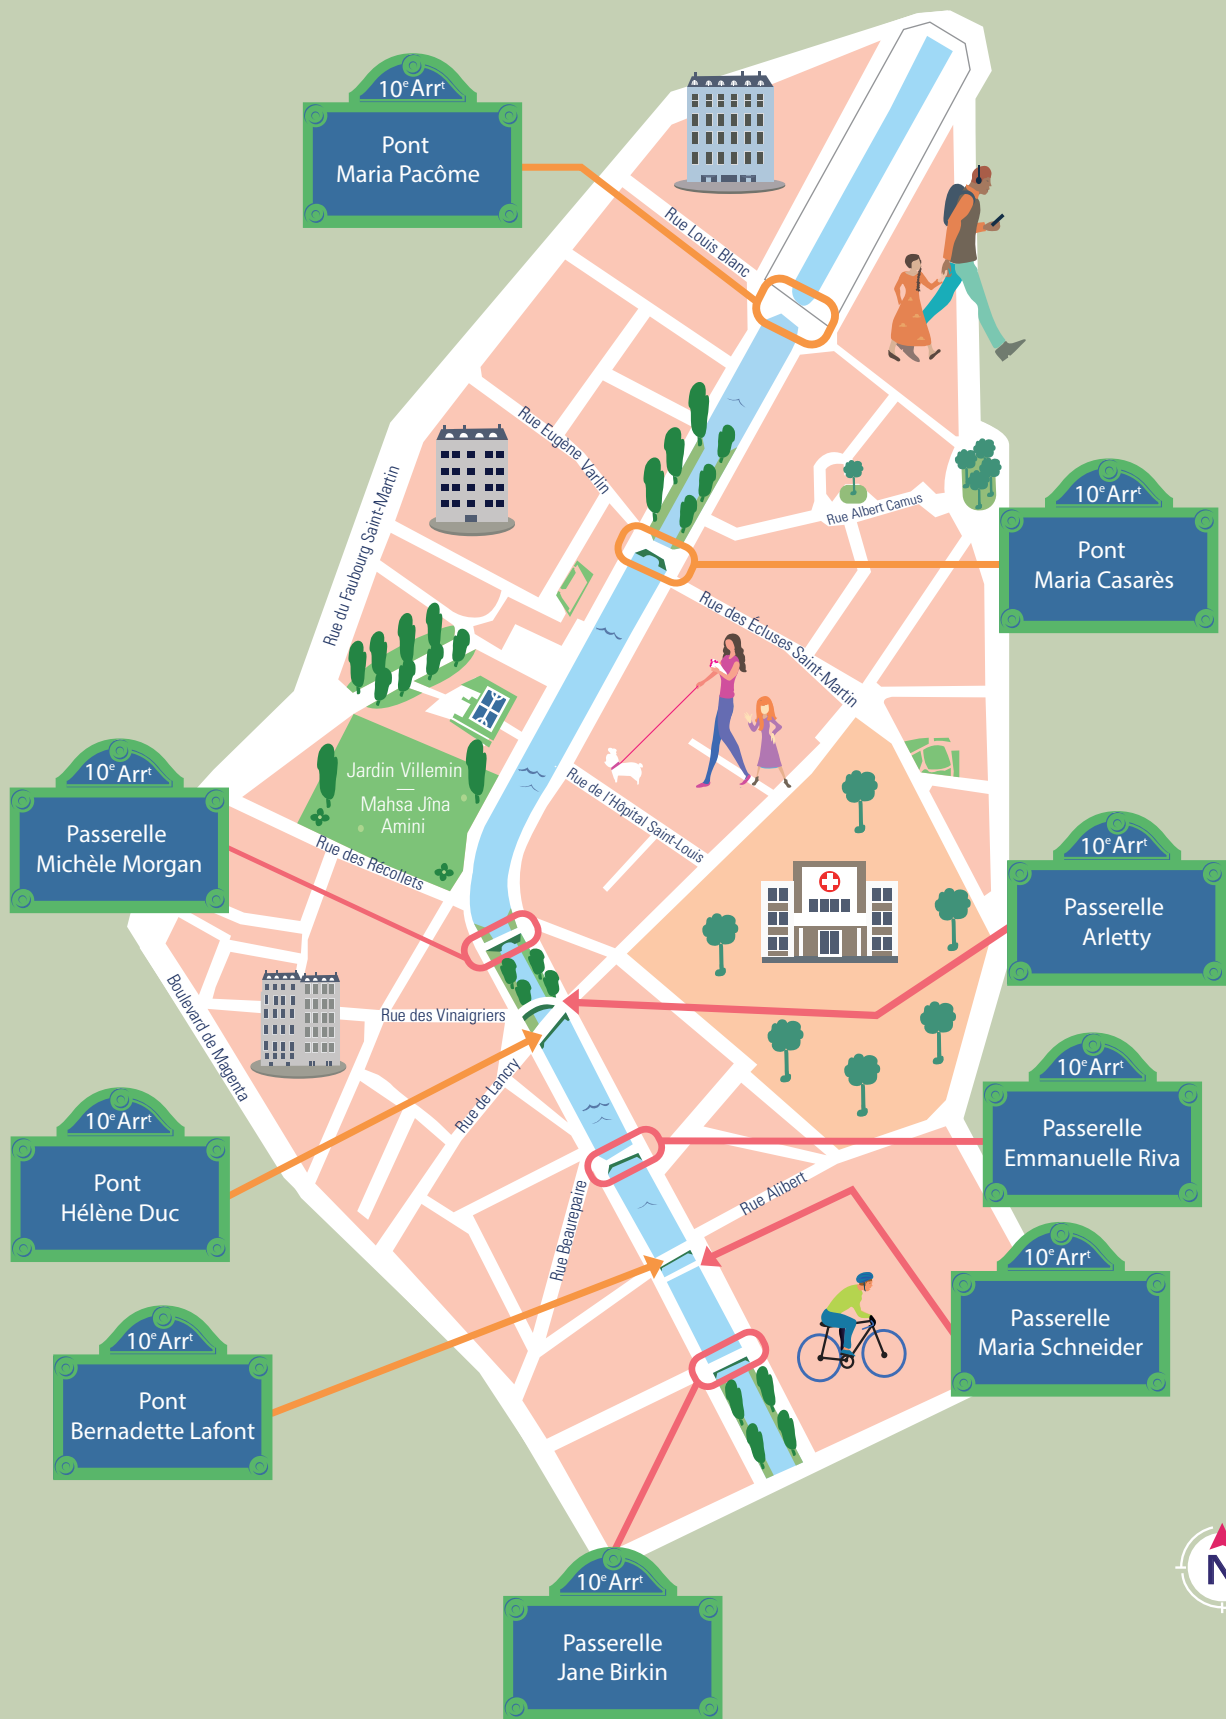 10e Arrt
Pont
Maria Pacôme
Rue Louis Blanc
Rue Eugène Varlin
Rue du Faubourg Saint-Martin
Rue Albert Camus
10e Arrt
Pont
Maria Casarès
Rue des Écluses Saint-Martin
10e Arrt
Passerelle
Michèle Morgan
Jardin Villemin
—
Mahsa Jîna
Amini
Rue de l'Hôpital Saint-Louis
Rue des Récollets
10e Arrt
Passerelle
Arletty
Boulevard de Magenta
Rue des Vinaigriers
Rue de Lancry
10e Arrt
Passerelle
Emmanuelle Riva
10e Arrt
Pont
Hélène Duc
Rue Beaurepaire
Rue Alibert
10e Arrt
Passerelle
Maria Schneider
10e Arrt
Pont
Bernadette Lafont
N
10e Arrt
Passerelle
Jane Birkin